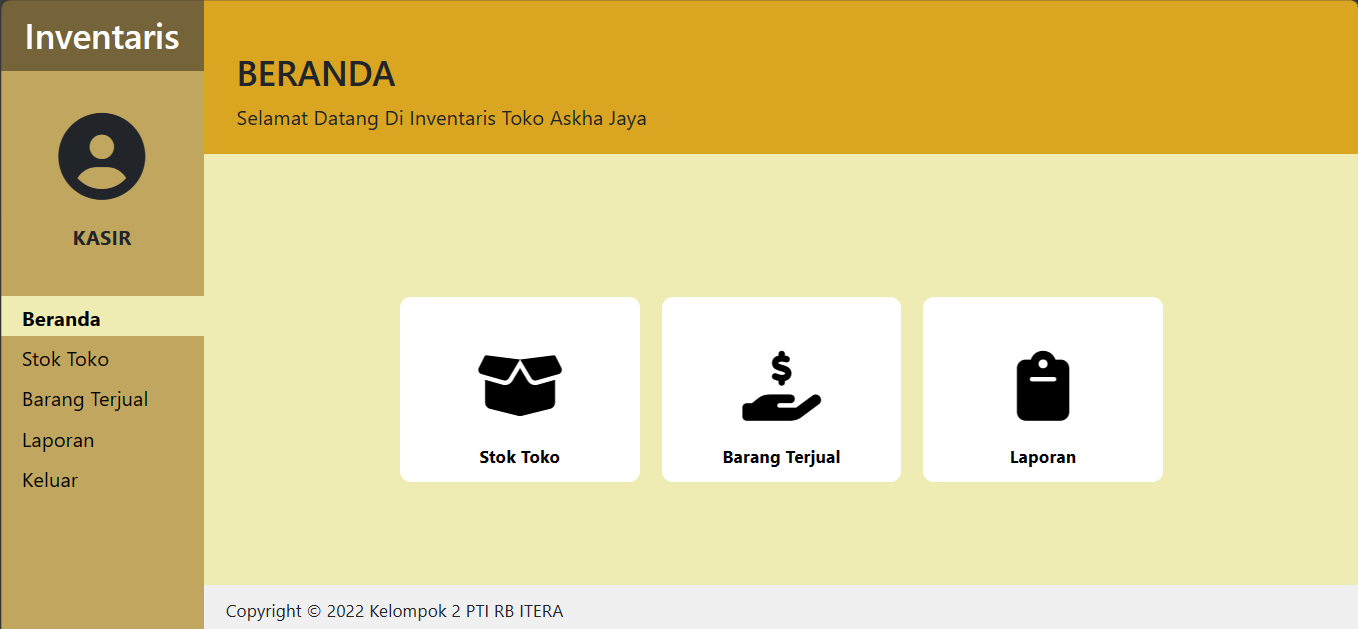 Inventaris
KASIR
Beranda
Stok Toko
Barang Terjual
Laporan
Keluar
BERANDA
Selamat Datang Di Inventaris Toko Askha Jaya
Stok Toko
Barang Terjual
Laporan
Copyright © 2022 Kelompok 2 PTI RB ITERA